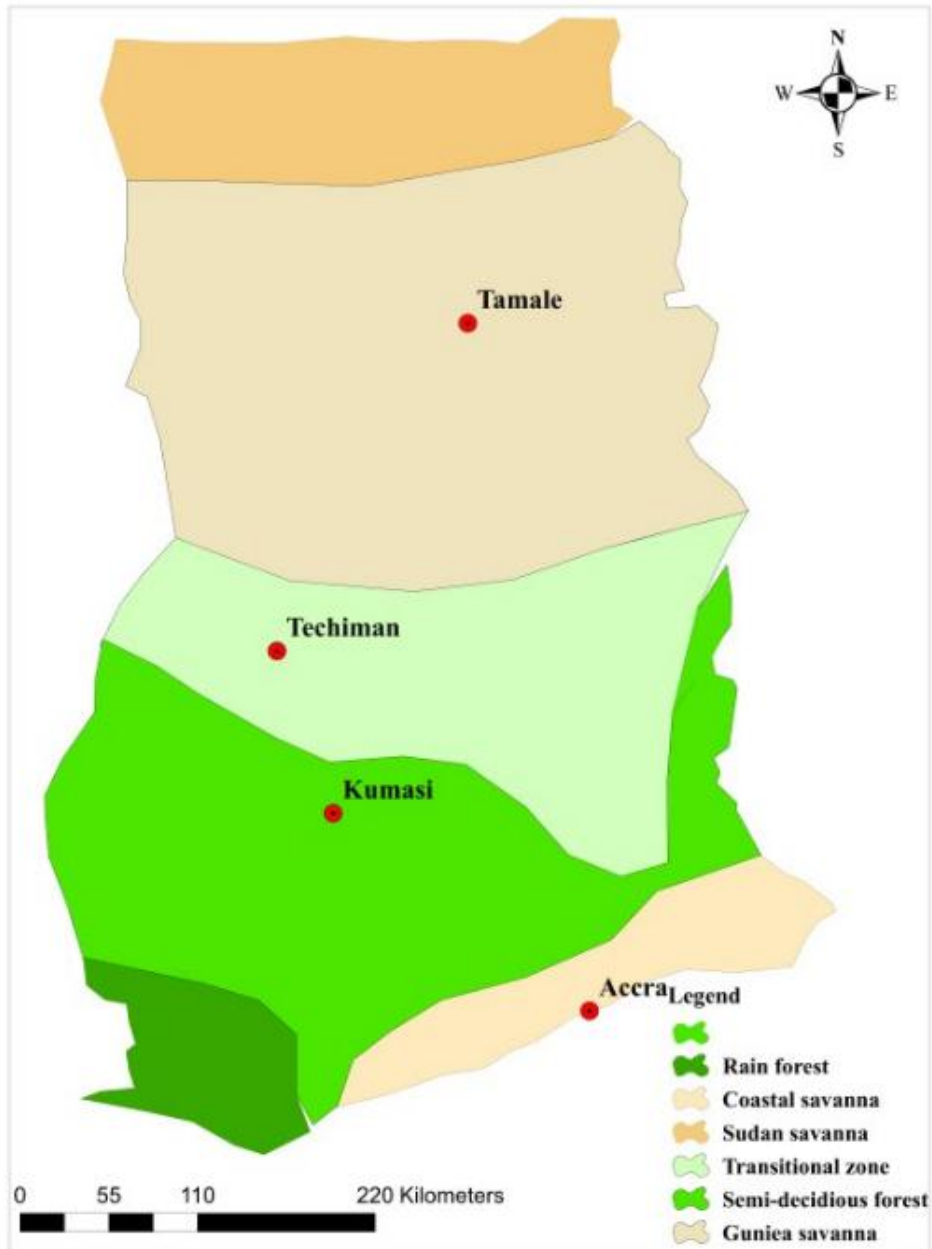 N
W E
S
Tamale
Techiman
Kumasi
Accra
Legend
Rain forest
Coastal savanna
Sudan savanna
Transitional zone
Semi-decidious forest
Guniea savanna
0 55 110 220 Kilometers